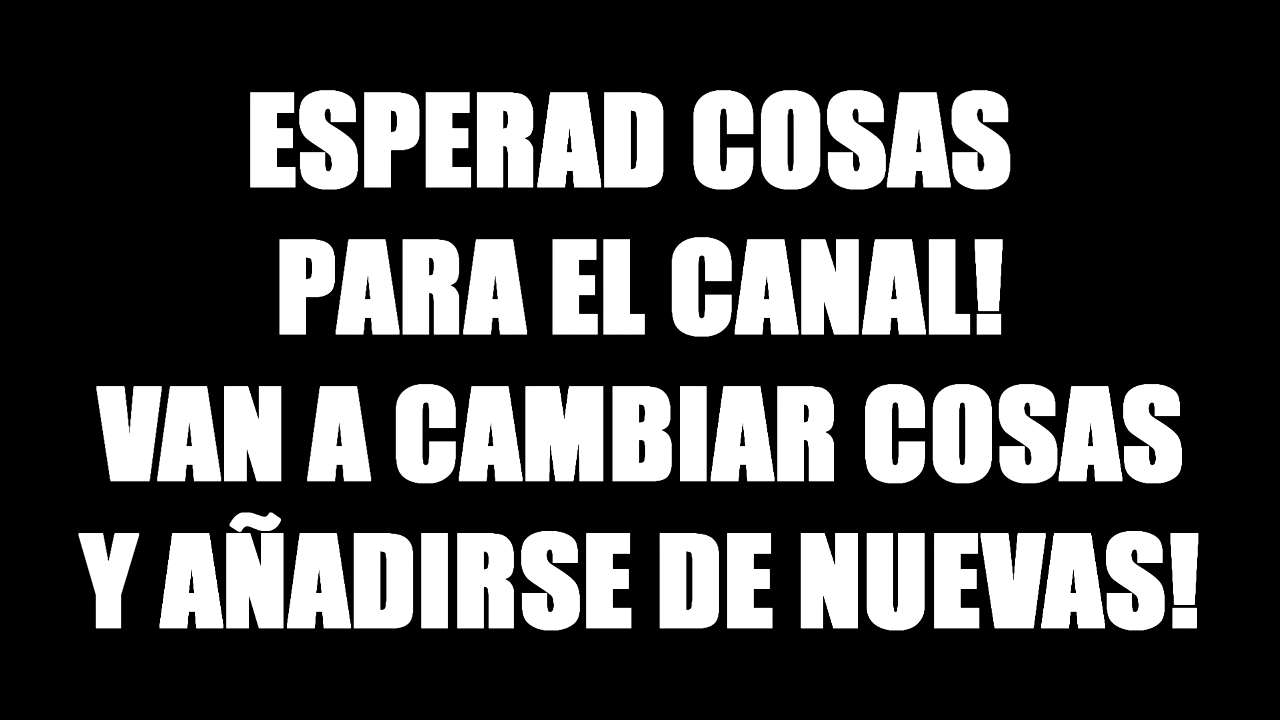 ESPERAD COSAS
PARA EL CANAL!
VAN A CAMBIAR COSAS
Y AÑADIRSE DE NUEVAS!